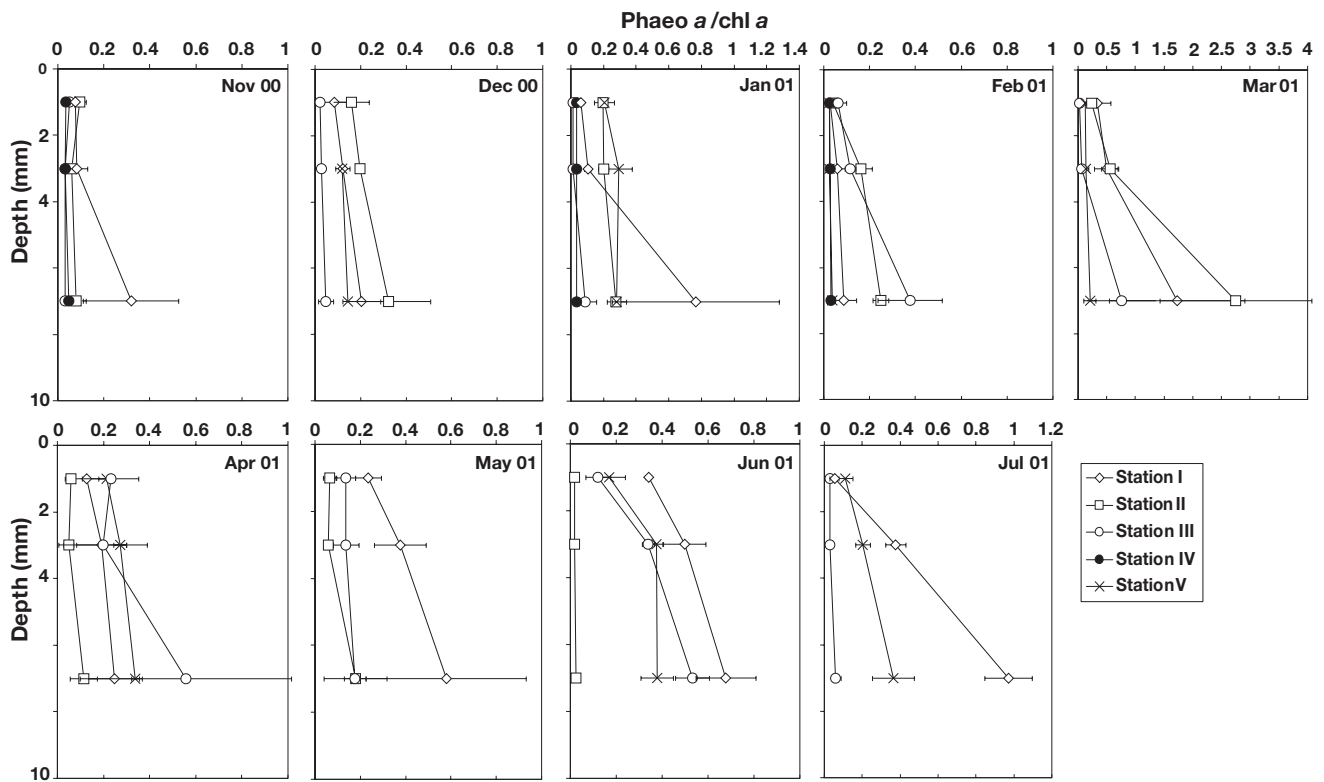 Phaeo a/chl a
0 0.2 0.4 0.6 0.8 1
0 0.2 0.4 0.6 0.8 1
0 0.2 0.4 0.6 0.8 1 1.2 1.4
0 0.2 0.4 0.6 0.8 1
0 0.5 1 1.5 2 2.5 3 3.5 4
0
2
4
10
Depth (mm)
Nov 00
Dec 00
Jan 01
Feb 01
Mar 01
0 0.2 0.4 0.6 0.8 1
0 0.2 0.4 0.6 0.8 1
0 0.2 0.4 0.6 0.8 1
0 0.2 0.4 0.6 0.8 1 1.2
0
2
4
10
Depth (mm)
Apr 01
May 01
Jun 01
Jul 01
Station I
Station II
Station III
Station IV
Station V